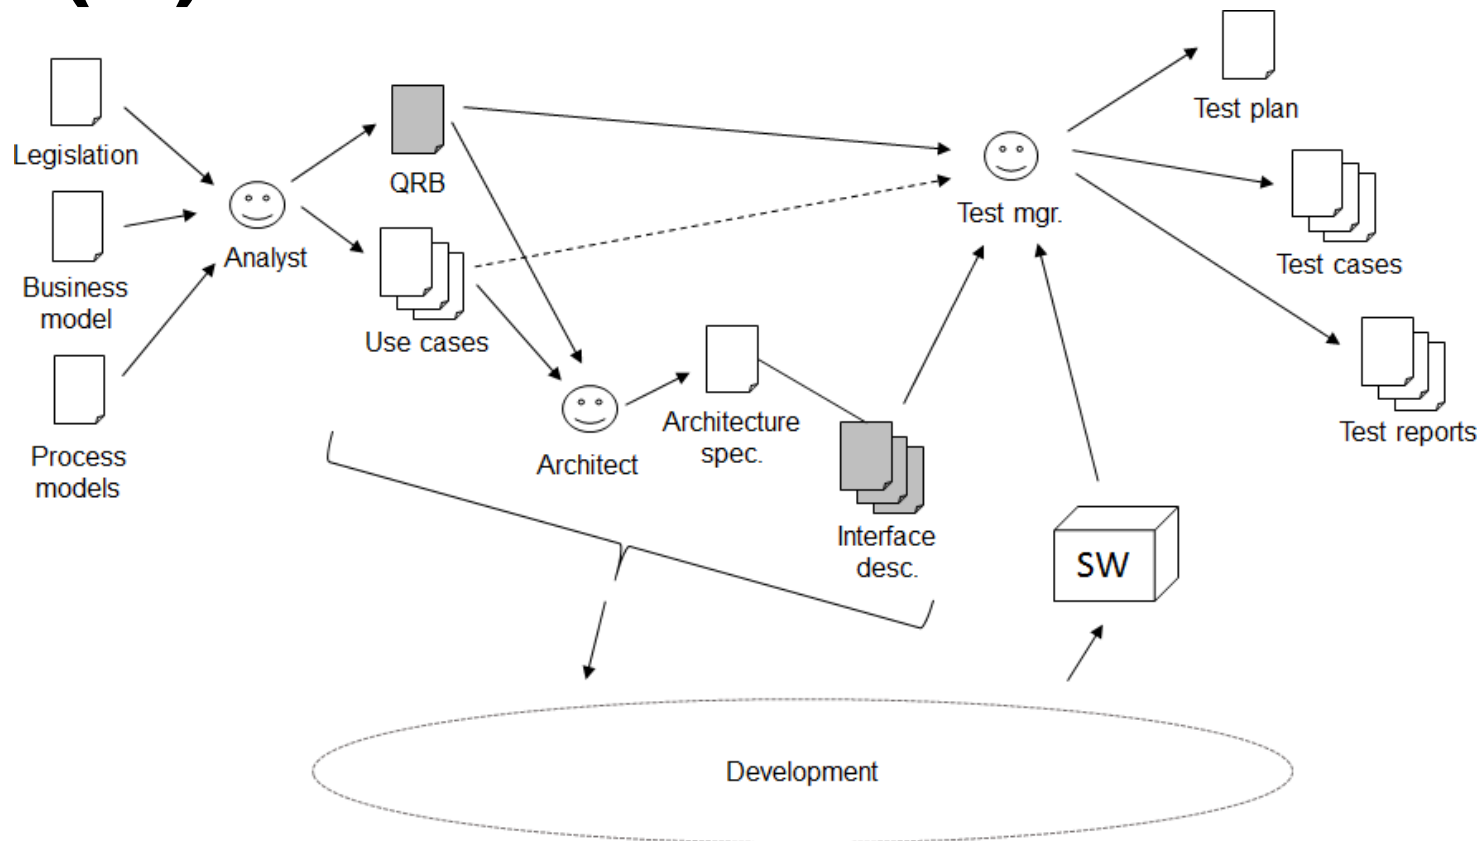 Test plan
Legislation
QRB
Test mgr.
Analyst
Test cases
Business
model
Use cases
Architecture
spec.
Test reports
Process
models
Architect
Interface
desc.
SW
Development